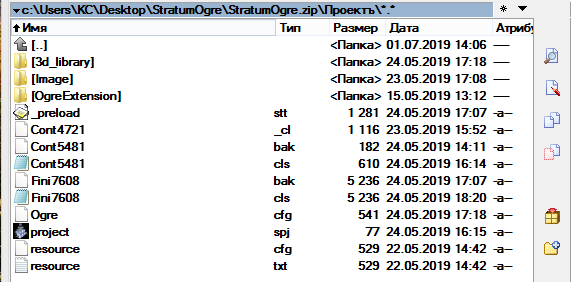 c:\Users\KC\Desktop\StratumOgre\StratumOgre.zip\Проекть\*.*
Имя Тип Размер Дата Атрибу
[..] <Папка> 01.07.2019 14:06 —
[3d_library] <Папка> 24.05.2019 17:18 —
[Image] <Папка> 23.05.2019 17:08 —
[OgreExtension] <Папка> 15.05.2019 13:12 —
_preload stt 1 281 24.05.2019 17:07 -a–
Cont4721 _cl 1 116 23.05.2019 15:52 -a–
Cont5481 bak 182 24.05.2019 14:11 -a–
Cont5481 cls 610 24.05.2019 16:14 -a–
Fini7608 bak 5 236 24.05.2019 17:07 -a–
Fini7608 cls 5 236 24.05.2019 18:20 -a–
Ogre cfg 541 24.05.2019 17:18 -a–
project spj 77 24.05.2019 16:15 -a–
resource cfg 529 22.05.2019 14:42 -a–
resource txt 529 22.05.2019 14:42 -a–